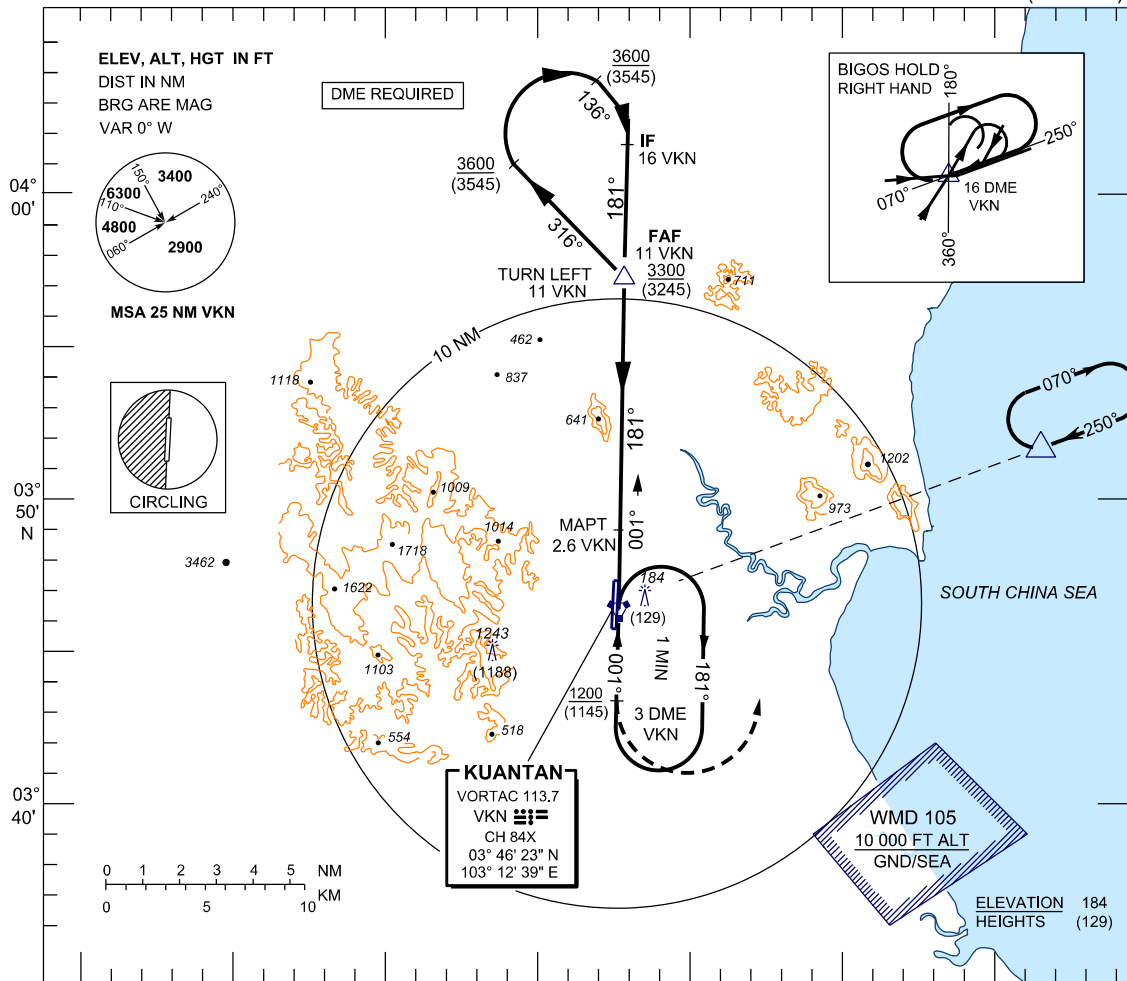 ELEV, ALT, HGT IN FT
DIST IN NM
BRG ARE MAG
VAR 0° W
DME REQUIRED
3600
(3545)
136°
IF
16 VKN
3600
(3545)
181°
316°
FAF
11 VKN
3300
(3245)
TURN LEFT
11 VKN
BIGOS HOLD
RIGHT HAND
180°
250°
070°
16 DME
VKN
360°
04°
00'
150°
3400
6300
240°
110°
4800
060°
2900
MSA 25 NM VKN
711
10 NM
462
837
1118
641
181°
070°
250°
CIRCLING
1202
1009
973
03°
50'
N
1014
MAPT
2.6 VKN
001°
1718
3462
1622
184
(129)
SOUTH CHINA SEA
1243
(1188)
1103
1 MIN
001°
181°
1200
(1145)
3 DME
VKN
518
554
KUANTAN
VORTAC 113.7
VKN
CH 84X
03° 46' 23" N
103° 12' 39" E
03°
40'
WMD 105
10 000 FT ALT
GND/SEA
0 1 2 3 4 5 NM
KM
0 5 10
ELEVATION 184
HEIGHTS (129)